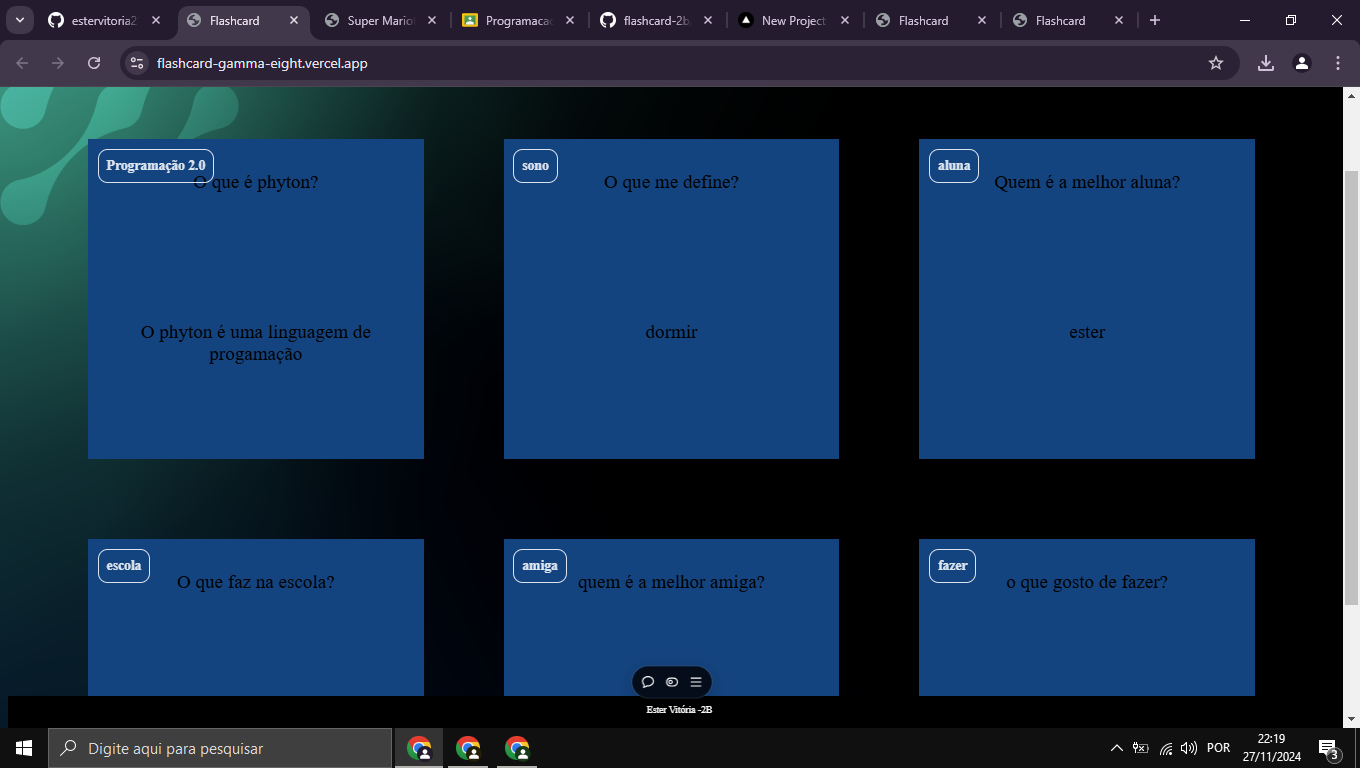 estervitoria2
Flashcard
Super Mario
Programacao
flashcard-2b
New Project
Flashcard
Flashcard
flashcard-gamma-eight.vercel.app
Programação 2.0
O que é phyton?
O phyton é uma linguagem de
progamação
sono
O que me define?
dormir
aluna
Quem é a melhor aluna?
ester
escola
O que faz na escola?
amiga
quem é a melhor amiga?
fazer
o que gosto de fazer?
Ester Vitória -2B
Digite aqui para pesquisar
POR
22:19
27/11/2024
3